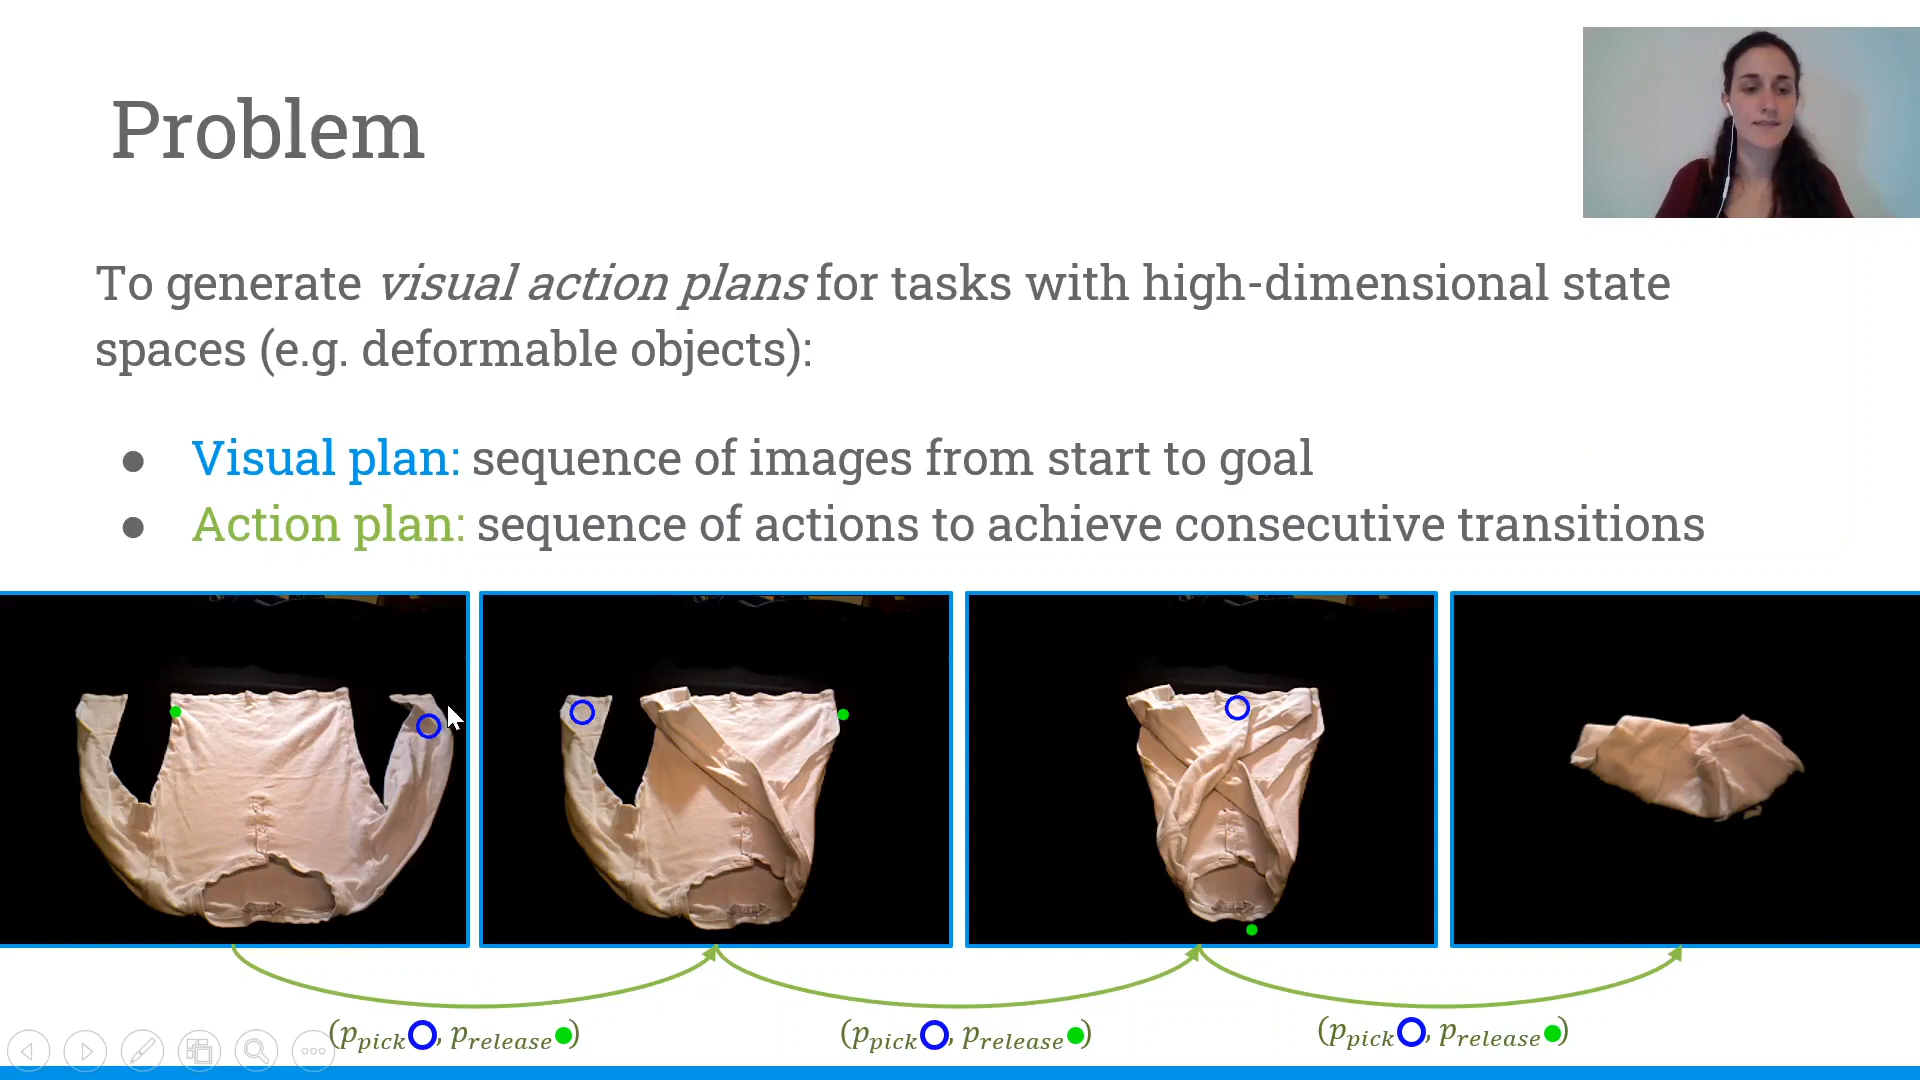 Problem
To generate visual action plans for tasks with high-dimensional state
spaces (e.g. deformable objects):
● Visual plan: sequence of images from start to goal
● Action plan: sequence of actions to achieve consecutive transitions
(p_pick, p_release)
(p_pick, p_release)
(p_pick, p_release)